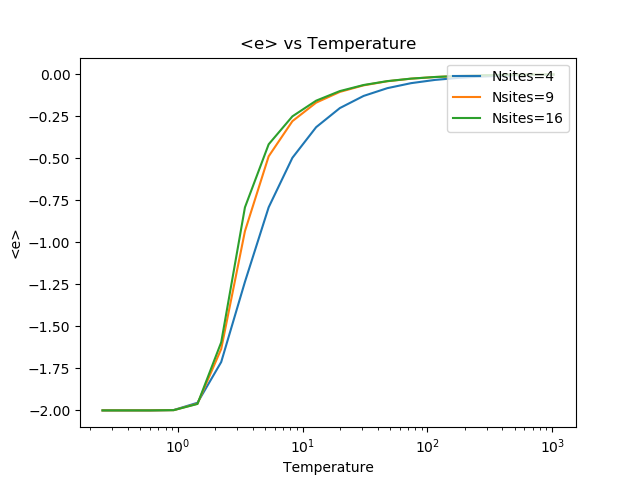 <e> vs Temperature
0.00
−0.25
−0.50
−0.75
−1.00
−1.25
−1.50
−1.75
−2.00
<e>
Nsites=4
Nsites=9
Nsites=16
10⁰ 10¹ 10² 10³
Temperature